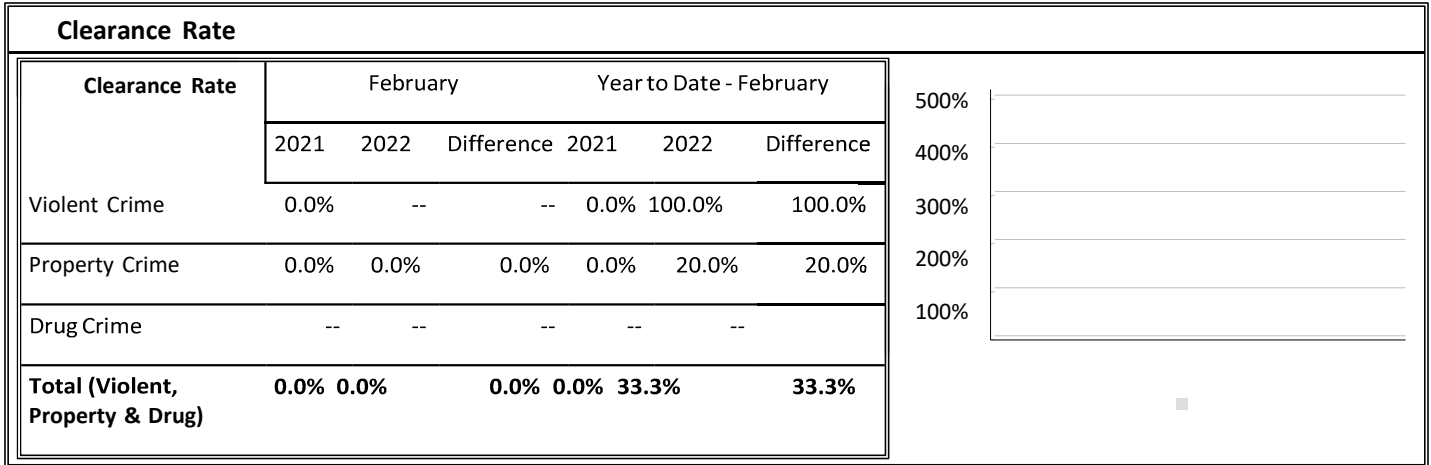 Clearance Rate
Clearance Rate February Year to Date - February
2021 2022 Difference 2021 2022 Difference
Violent Crime 0.0% -- -- 0.0% 100.0% 100.0%
Property Crime 0.0% 0.0% 0.0% 0.0% 20.0% 20.0%
Drug Crime -- -- -- -- --
Total (Violent, 0.0% 0.0% 0.0% 0.0% 33.3% 33.3%
Property & Drug)
500%
400%
300%
200%
100%